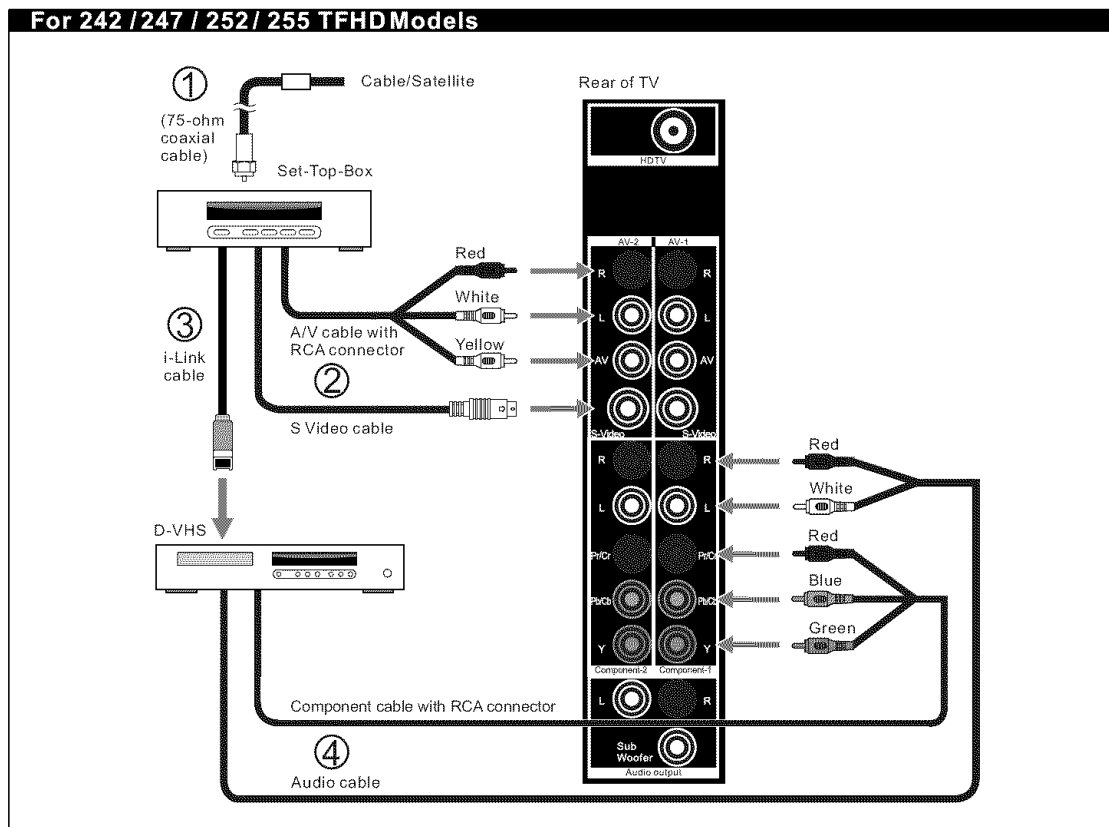 For 242 / 247 / 252 / 255 TFHD Models
1
Cable/Satellite
(75-ohm
coaxial
cable)
Set-Top-Box
Rear of TV
HDTV
AV-2 AV-1
Red
R R
White
L L
A/V cable with
RCA connector
Yellow
AV AV
3
i-Link
cable
2
S Video cable
S-Video S-Video
R R
Red
L L
White
D-VHS
Pr/Cr Pr/Cr
Red
Pb/Cb Pb/Cb
Blue
Y Y
Green
Component-2 Component-1
L R
Component cable with RCA connector
Sub
Woofer
Audio output
4
Audio cable